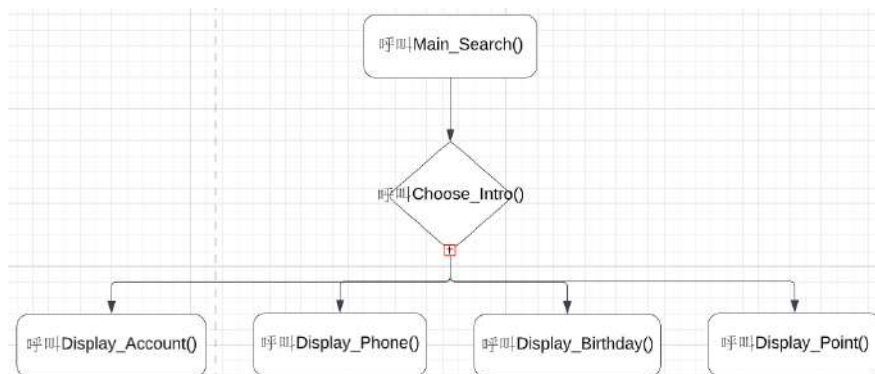 呼叫Main_Search()
呼叫Choose_Intro()
呼叫Display_Account()
呼叫Display_Phone()
呼叫Display_Birthday()
呼叫Display_Point()